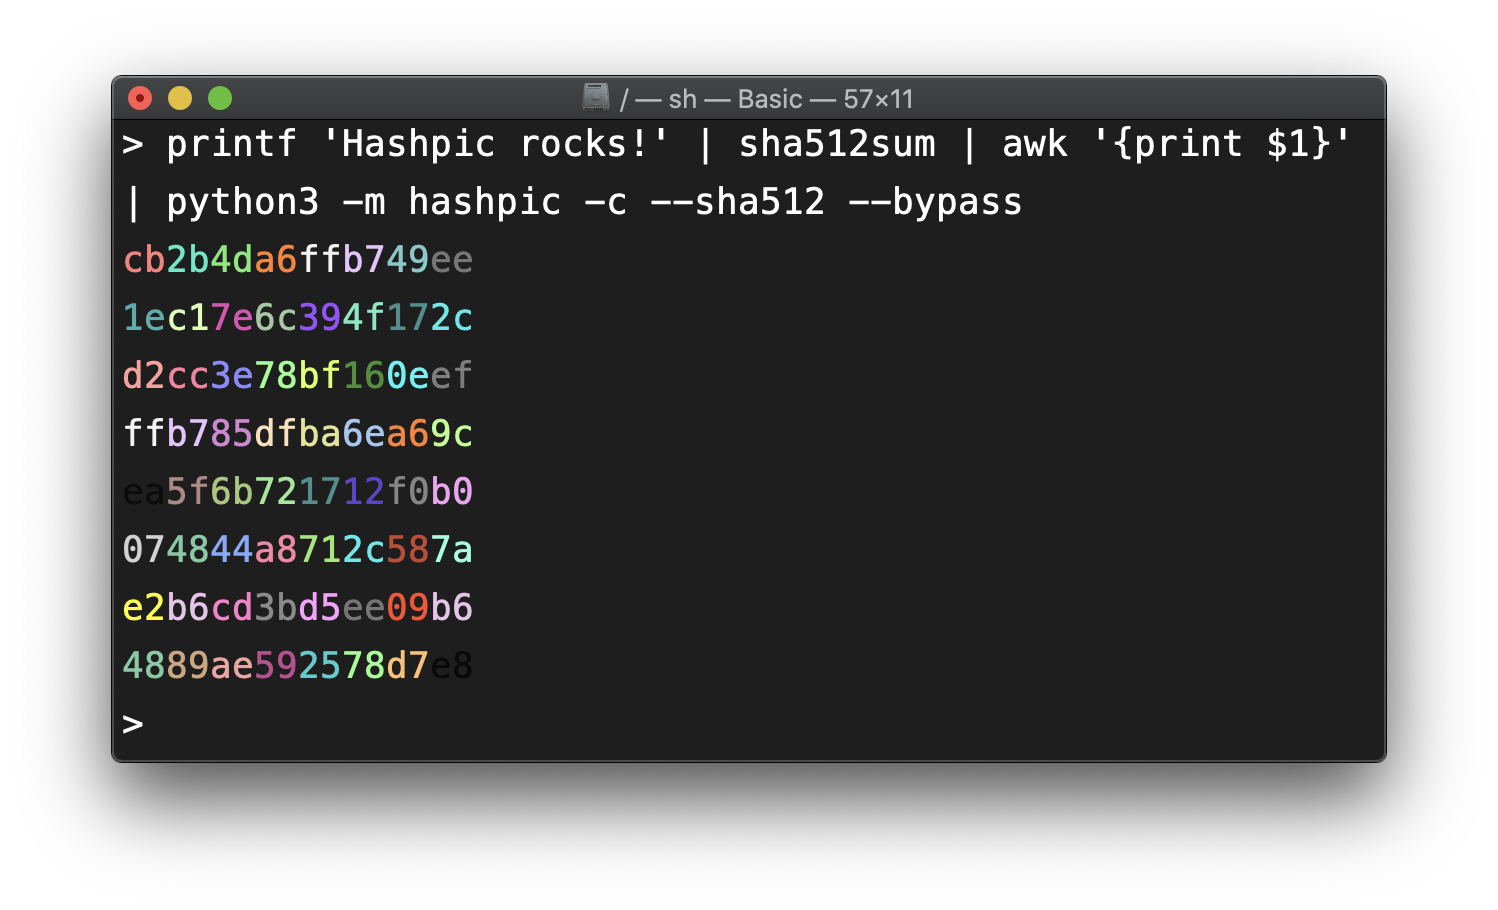 / — sh — Basic — 57×11
> printf 'Hashpic rocks!' | sha512sum | awk '{print $1}'
| python3 -m hashpic -c --sha512 --bypass
cb2b4da6ffb749ee
1ec17e6c394f172c
d2cc3e78bf160eef
ffb785dfba6ea69c
ea5f6b721712f0b0
074844a8712c587a
e2b6cd3bd5ee09b6
4889ae592578d7e8
>